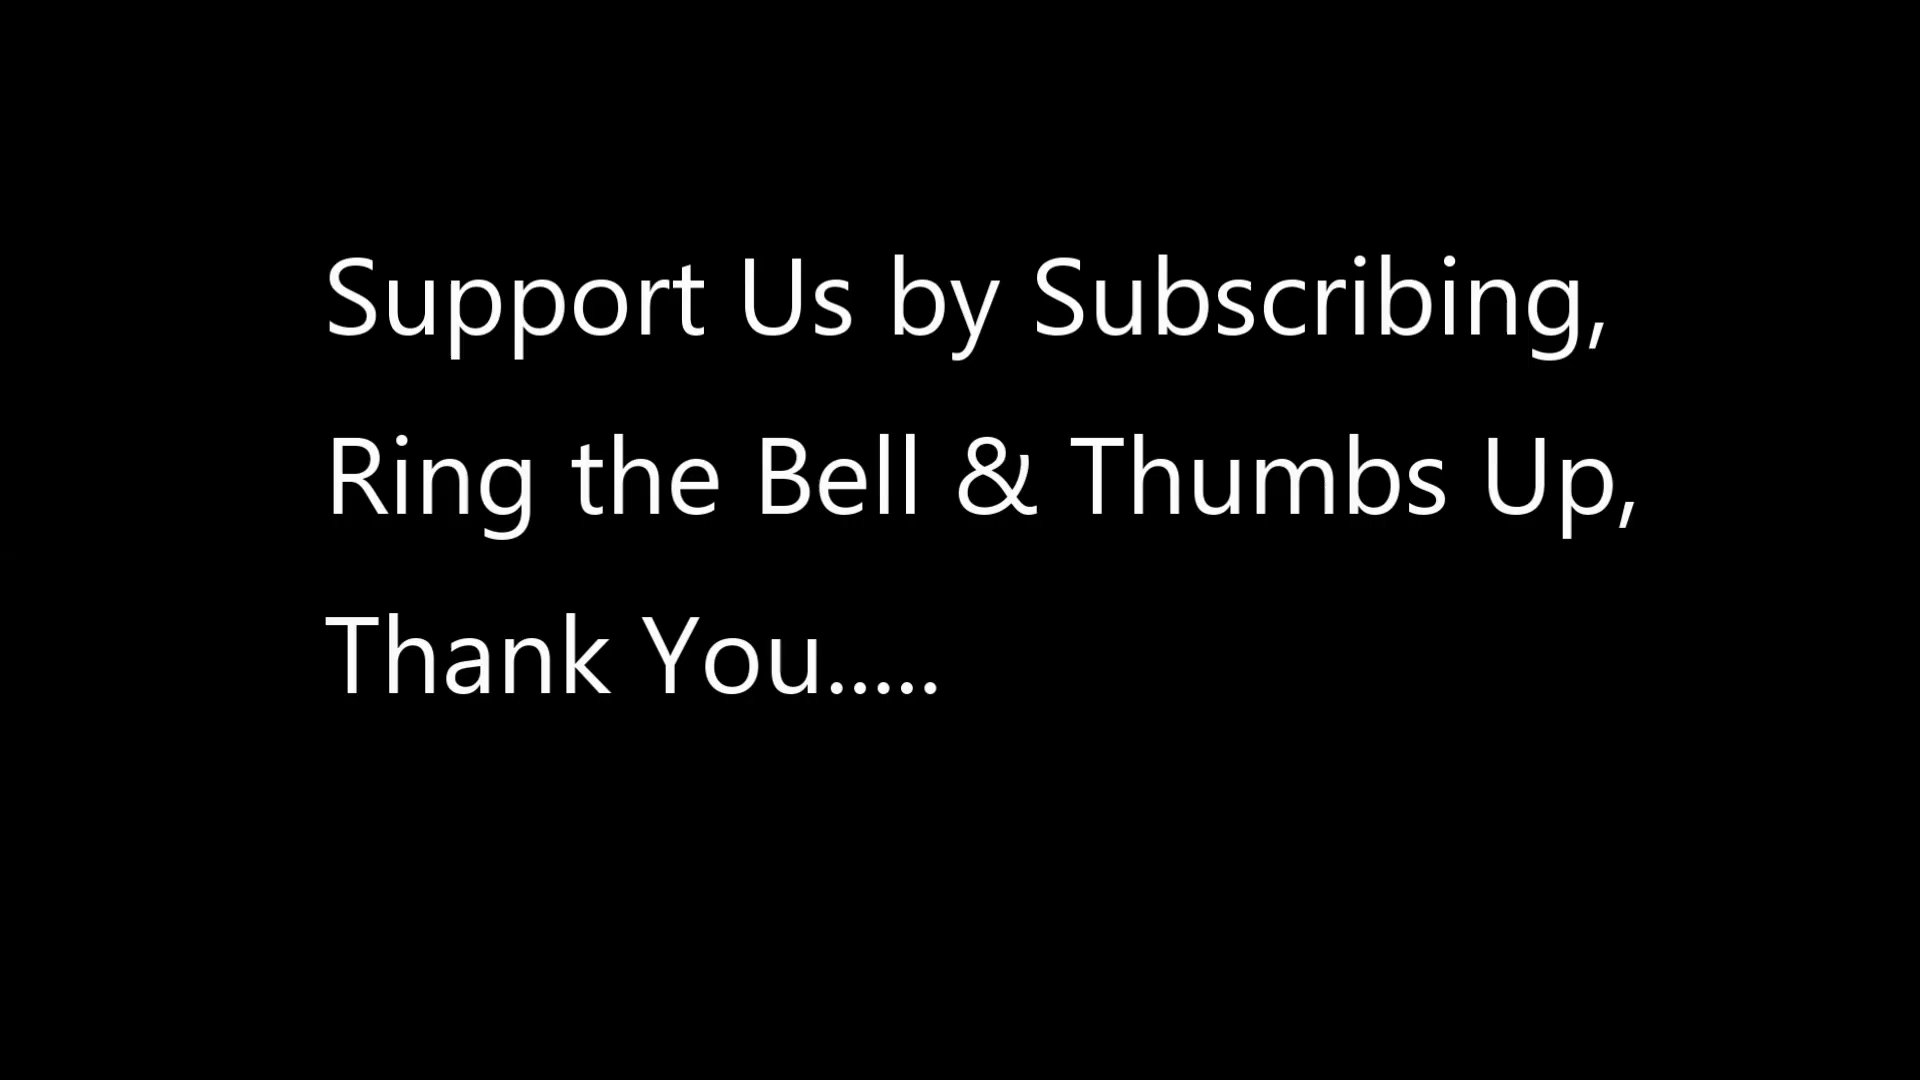 Support Us by Subscribing,
Ring the Bell & Thumbs Up,
Thank You.....